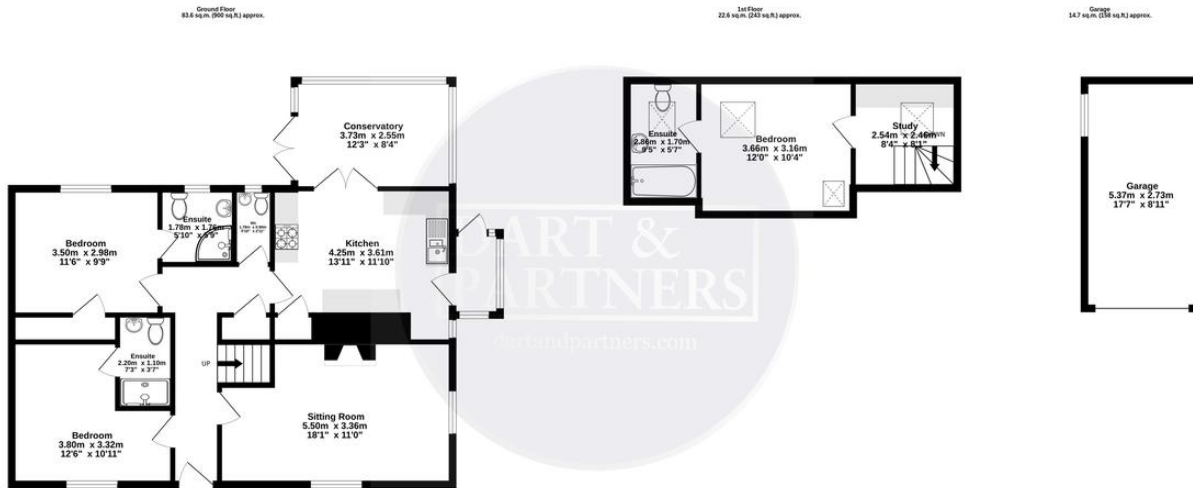 Ground Floor
83.6 sq.m. (900 sq.ft.) approx.
1st Floor
22.6 sq.m. (243 sq.ft.) approx.
Garage
14.7 sq.m. (158 sq.ft.) approx.
Conservatory
3.73m x 2.55m
12'3" x 8'4"
Ensuite
2.86m x 1.70m
9'5" x 5'7"
Bedroom
3.66m x 3.16m
12'0" x 10'4"
Study
2.54m x 2.46m
8'4" x 8'1"
DOWN
Garage
5.37m x 2.73m
17'7" x 8'11"
Bedroom
3.50m x 2.98m
11'6" x 9'9"
Ensuite
1.78m x 1.76m
5'10" x 5'9"
Kitchen
4.25m x 3.61m
13'11" x 11'10"
DART &
PARTNERS
dartandpartners.com
Ensuite
2.20m x 1.10m
7'3" x 3'7"
UP
Bedroom
3.80m x 3.32m
12'6" x 10'11"
Sitting Room
5.50m x 3.36m
18'1" x 11'0"